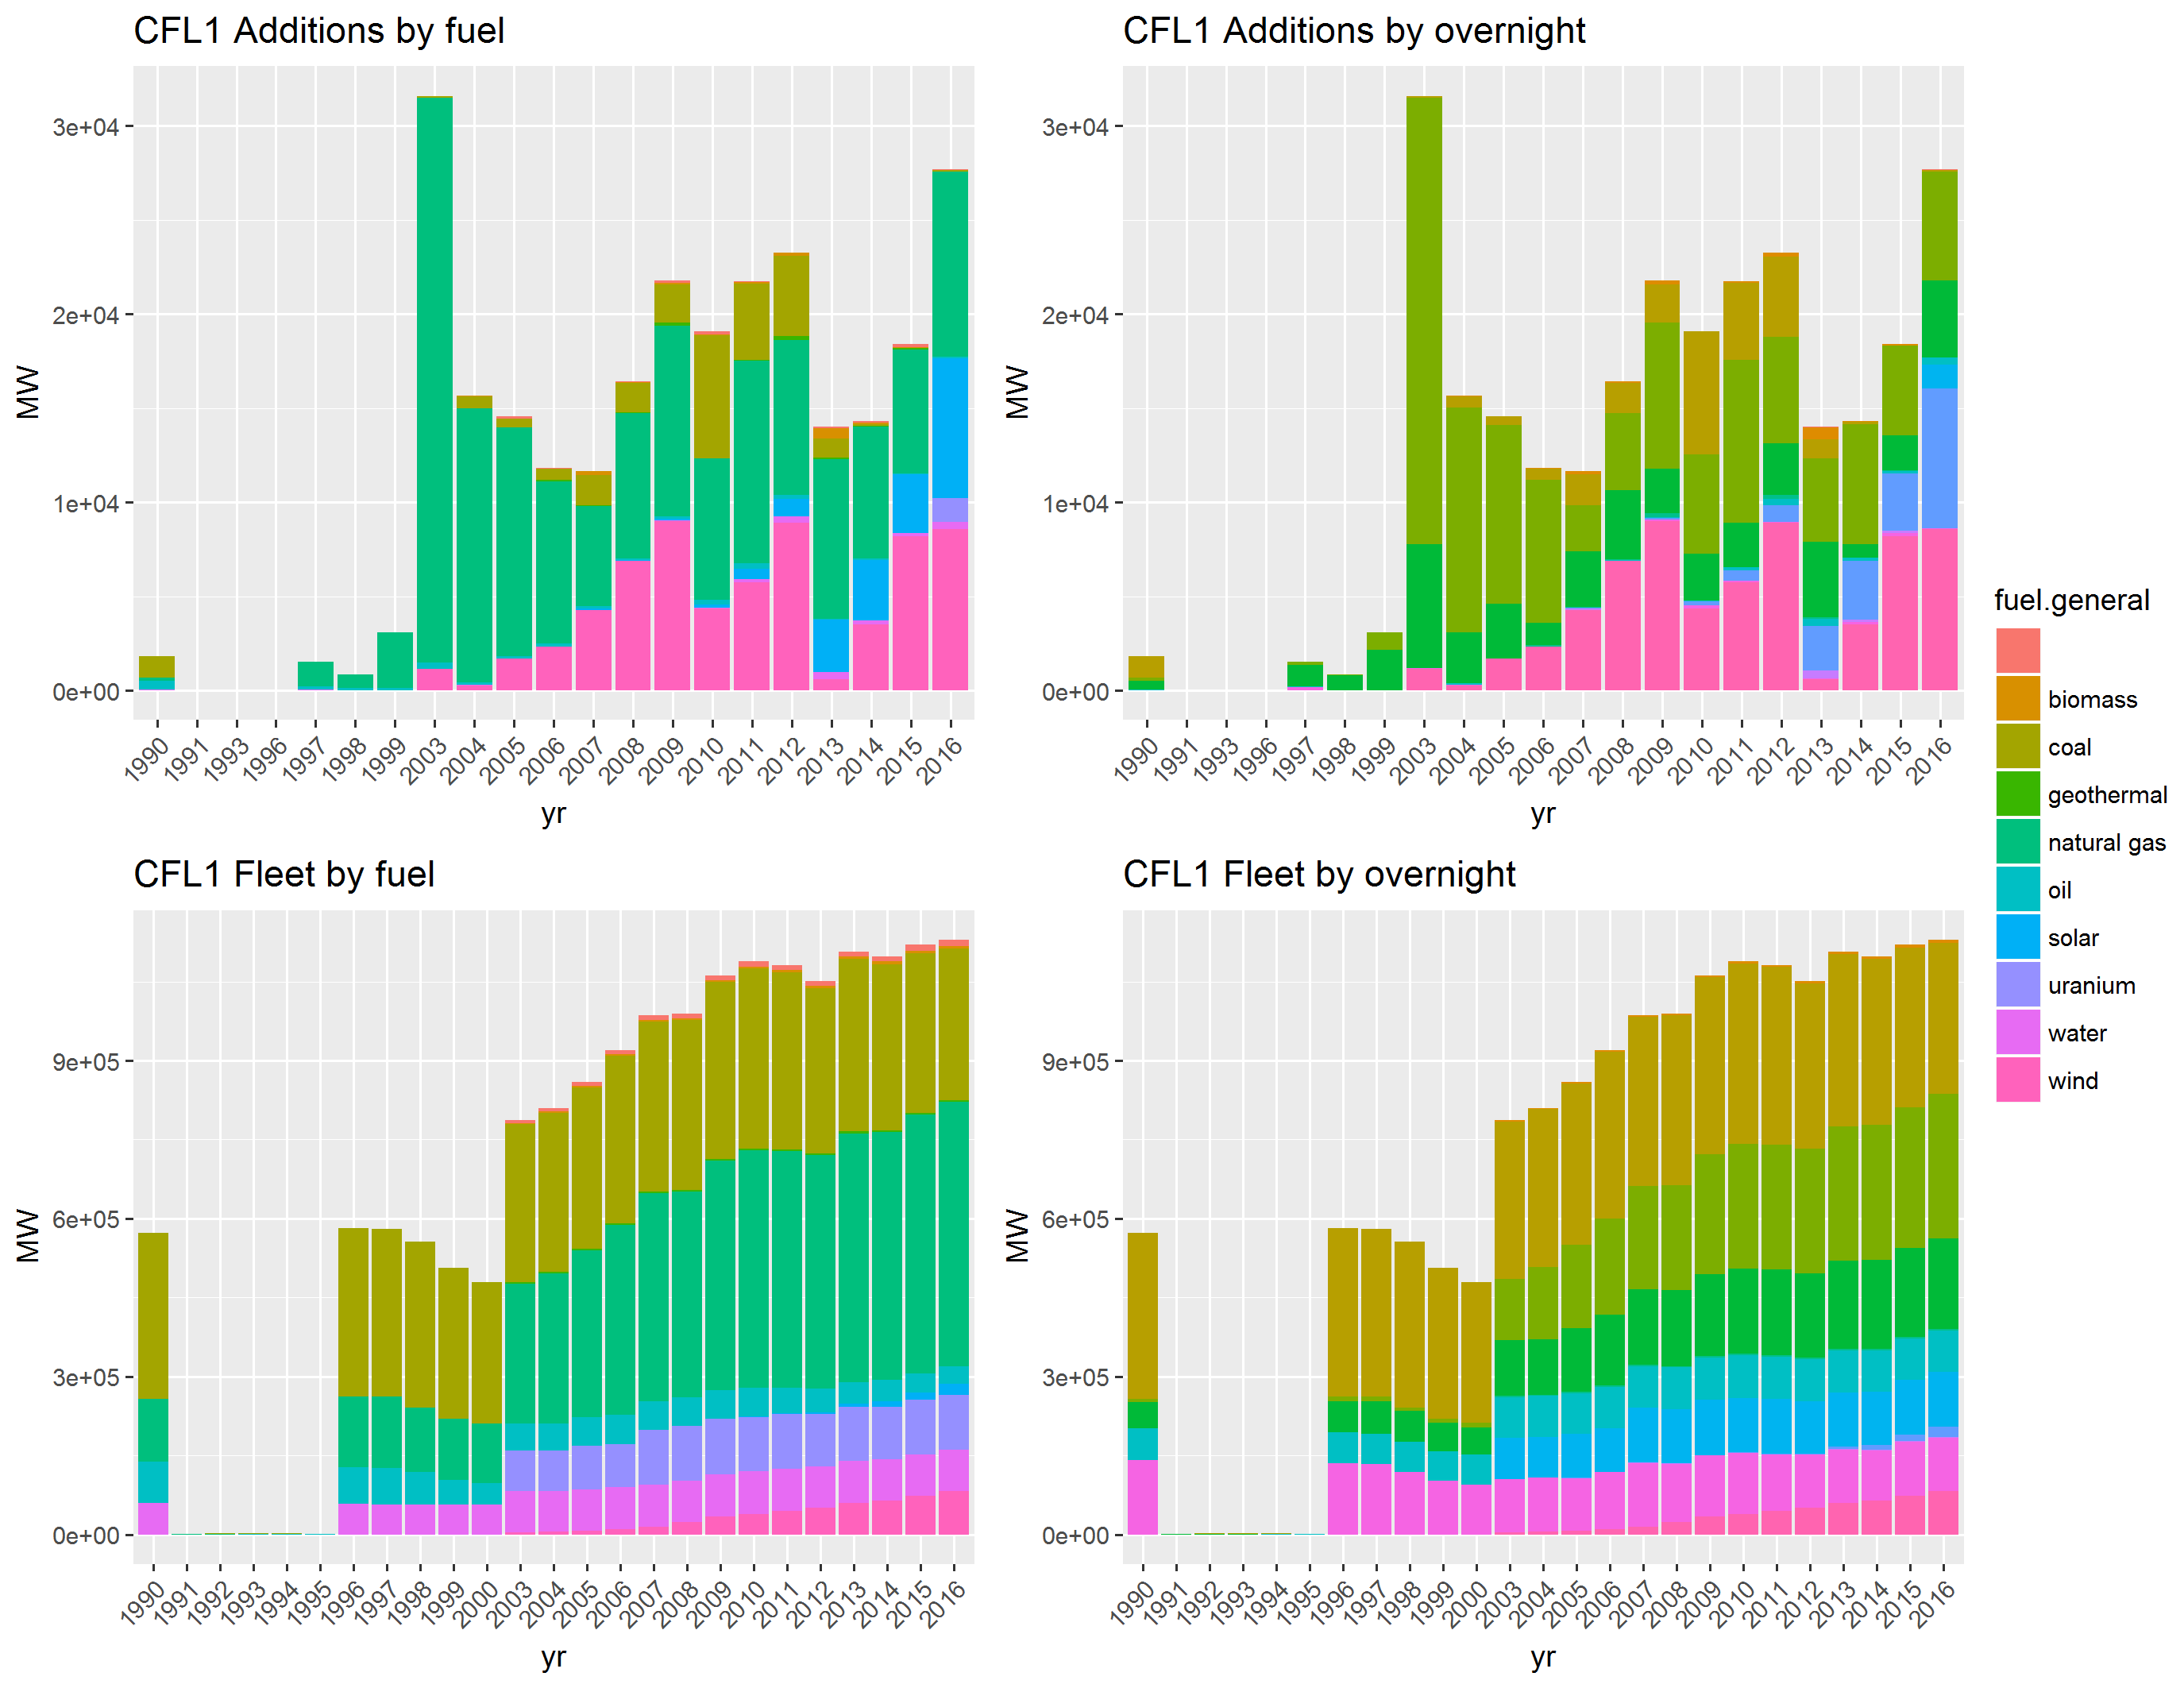 CFL1 Additions by fuel
MW
3e+04
2e+04
1e+04
0e+00
1990 1991 1993 1996 1997 1998 1999 2003 2004 2005 2006 2007 2008 2009 2010 2011 2012 2013 2014 2015 2016
yr
CFL1 Additions by overnight
MW
3e+04
2e+04
1e+04
0e+00
1990 1991 1993 1996 1997 1998 1999 2003 2004 2005 2006 2007 2008 2009 2010 2011 2012 2013 2014 2015 2016
yr
CFL1 Fleet by fuel
MW
9e+05
6e+05
3e+05
0e+00
1990 1991 1992 1993 1994 1995 1996 1997 1998 1999 2000 2003 2004 2005 2006 2007 2008 2009 2010 2011 2012 2013 2014 2015 2016
yr
CFL1 Fleet by overnight
MW
9e+05
6e+05
3e+05
0e+00
1990 1991 1992 1993 1994 1995 1996 1997 1998 1999 2000 2003 2004 2005 2006 2007 2008 2009 2010 2011 2012 2013 2014 2015 2016
yr
fuel.general
biomass
coal
geothermal
natural gas
oil
solar
uranium
water
wind